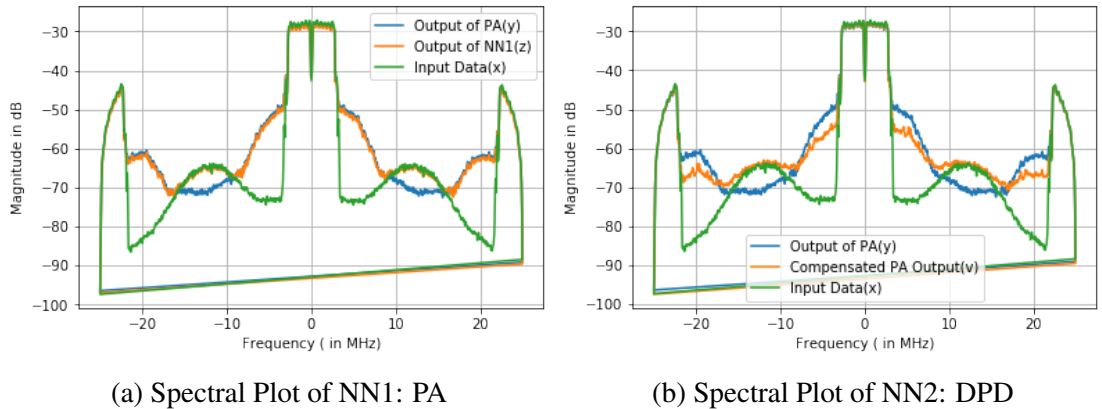 Output of PA(y)
Output of NN1(z)
Input Data(x)
Magnitude in dB
−30
−40
−50
−60
−70
−80
−90
−100
−20
−10
0
10
20
Frequency ( in MHz)
(a) Spectral Plot of NN1: PA
Output of PA(y)
Compensated PA Output(v)
Input Data(x)
Magnitude in dB
−30
−40
−50
−60
−70
−80
−90
−100
−20
−10
0
10
20
Frequency ( in MHz)
(b) Spectral Plot of NN2: DPD